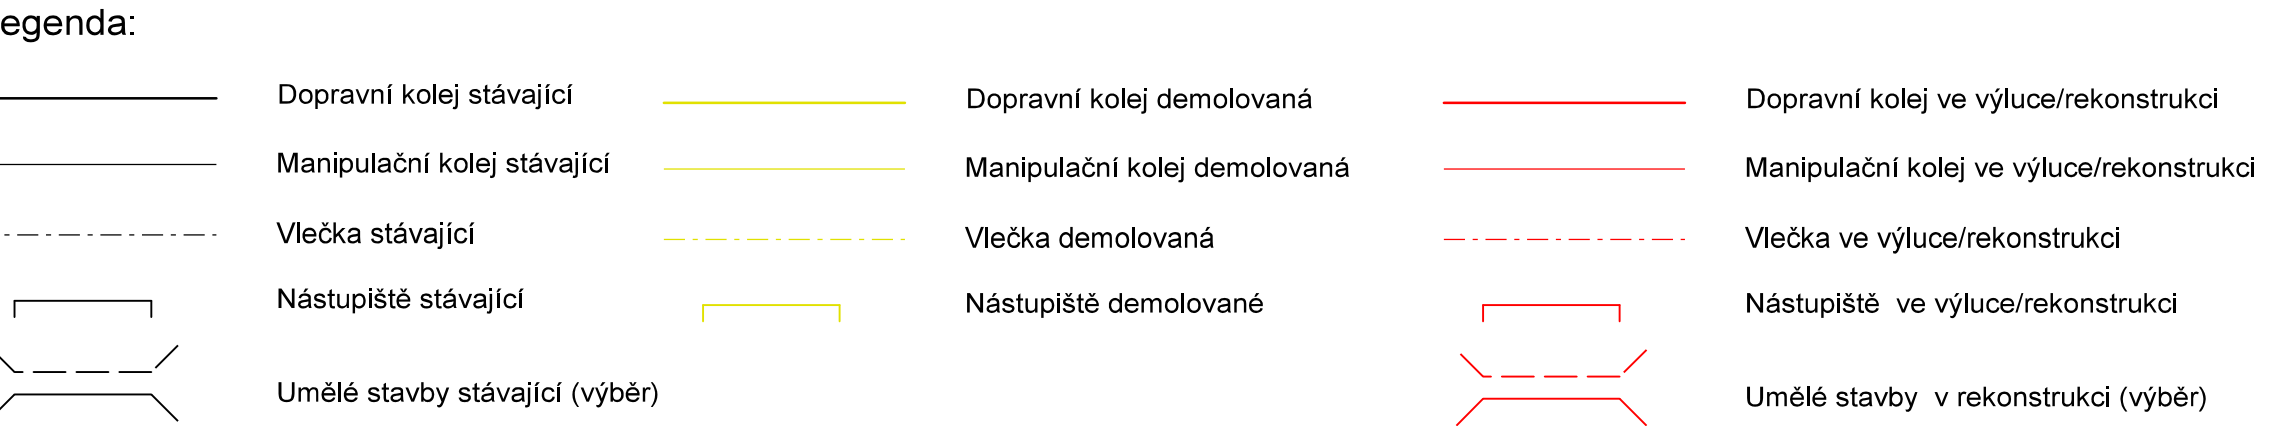 egenda:
Dopravní kolej stávající
Dopravní kolej demolovaná
Dopravní kolej ve výluce/rekonstrukci
Manipulační kolej stávající
Manipulační kolej demolovaná
Manipulační kolej ve výluce/rekonstrukci
Vlečka stávající
Vlečka demolovaná
Vlečka ve výluce/rekonstrukci
Nástupiště stávající
Nástupiště demolované
Nástupiště ve výluce/rekonstrukci
Umělé stavby stávající (výběr)
Umělé stavby v rekonstrukci (výběr)